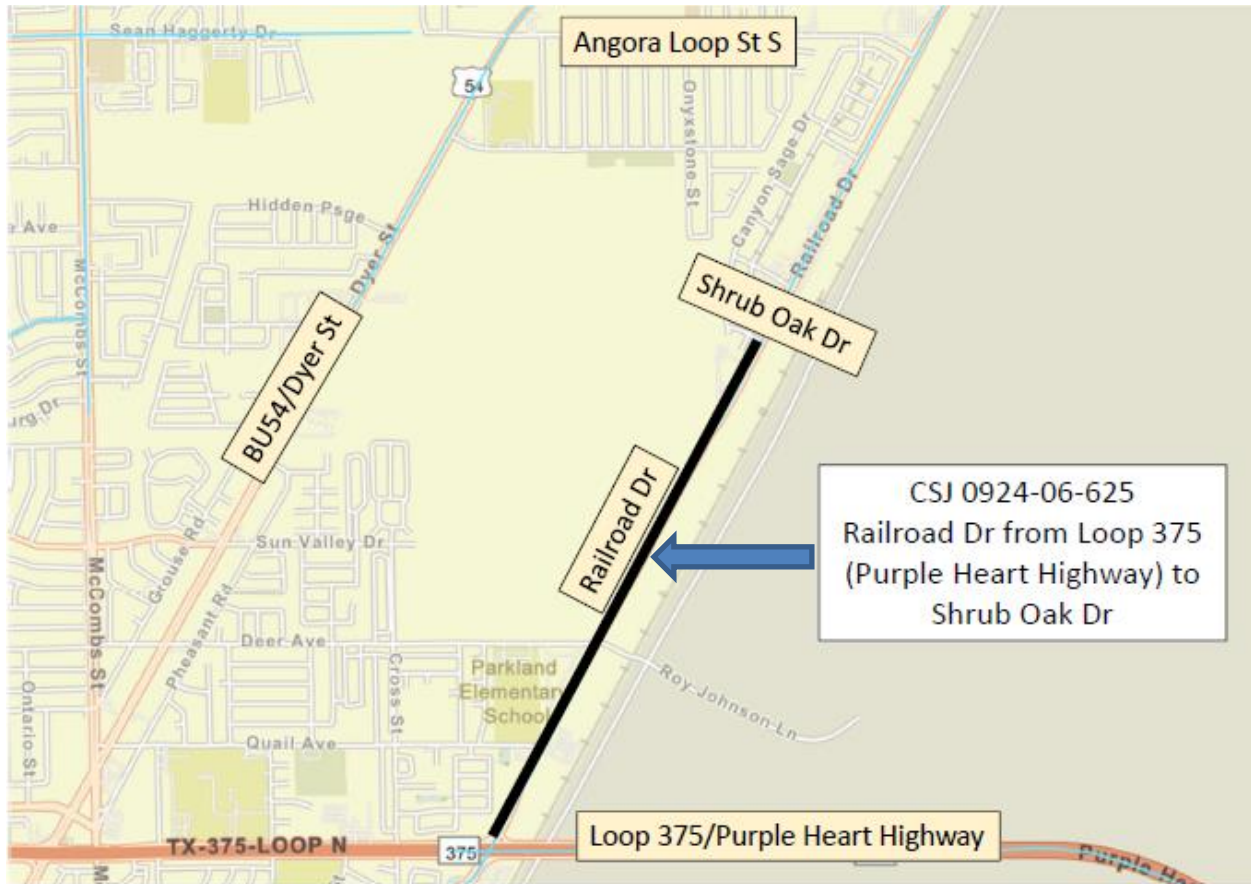 Sean Haggerty Dr
Angora Loop St S
54
Onyxstone St
Canyon Sage Dr
Railroad Dr
Hidden Psge
Dyer St
Ave
McCombs St
Shrub Oak Dr
BU54/Dyer St
urg Dr
Railroad Dr
CSJ 0924-06-625
Railroad Dr from Loop 375
(Purple Heart Highway) to
Shrub Oak Dr
Grouse Rd
Sun Valley Dr
McCombs St
Pheasant Rd
Deer Ave
Cross St
Parkland
Elementary
School
Roy Johnson Ln
Ontario St
Quail Ave
TX-375-LOOP N
375
Loop 375/Purple Heart Highway
Purple He
Mc